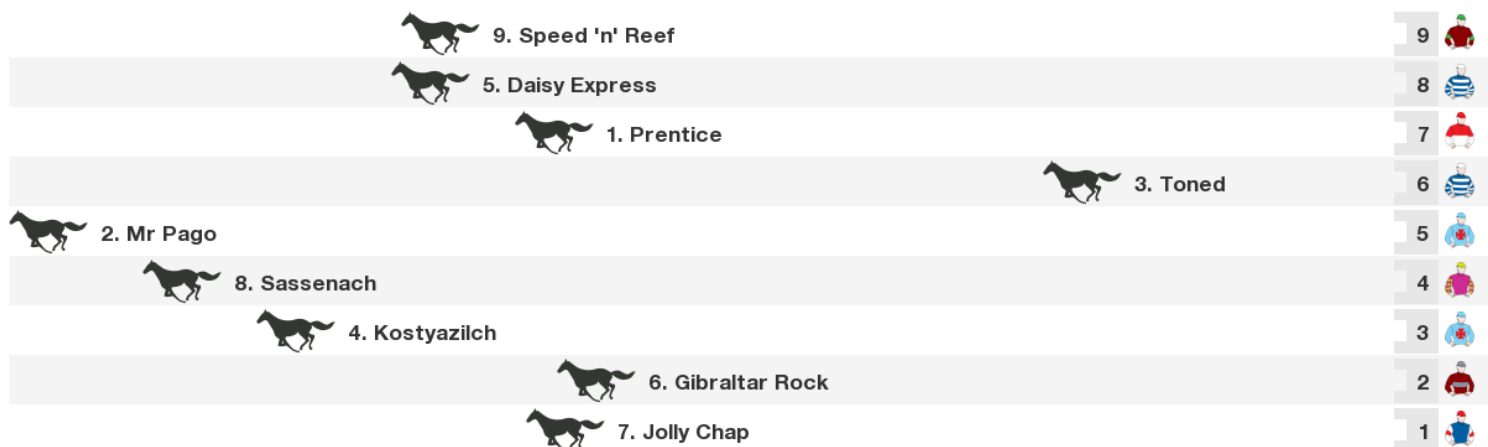 9. Speed 'n' Reef 9
5. Daisy Express 8
1. Prentice 7
3. Toned 6
2. Mr Pago 5
8. Sassenach 4
4. Kostyazilch 3
6. Gibraltar Rock 2
7. Jolly Chap 1